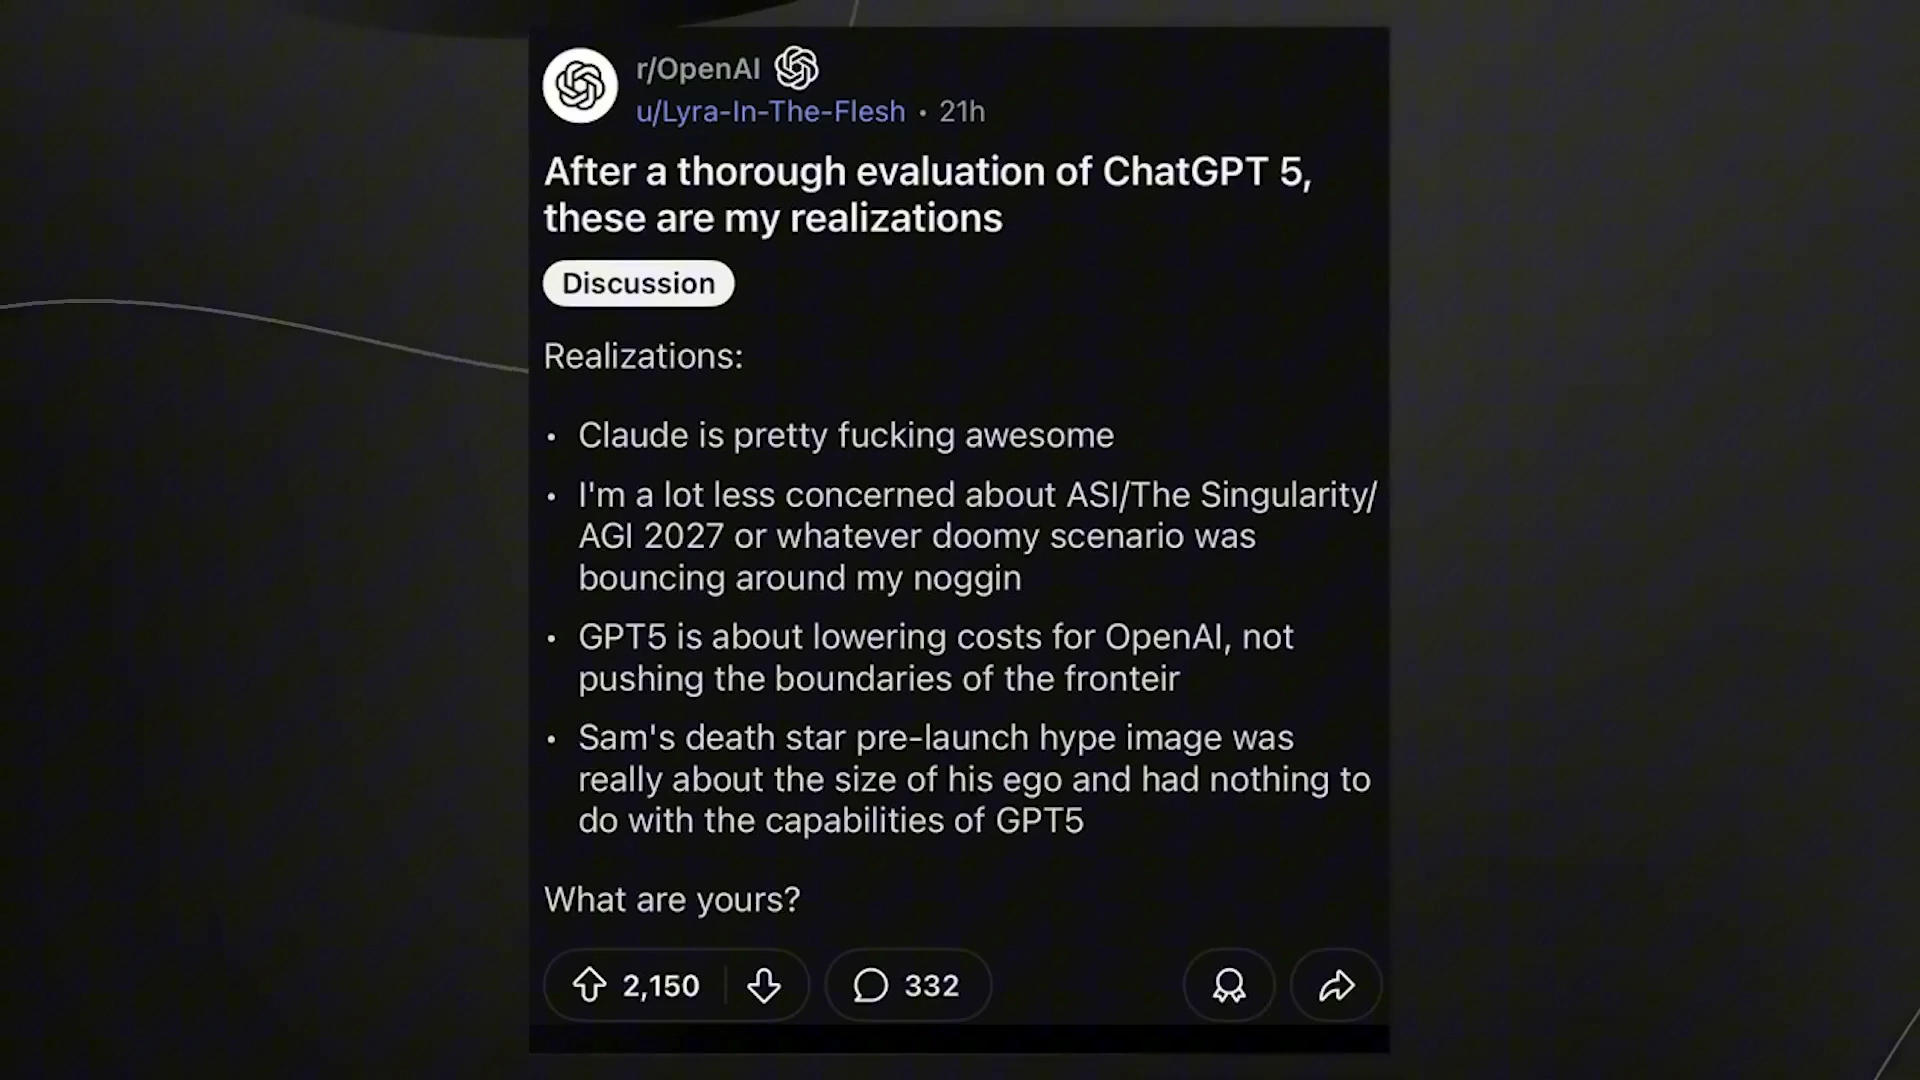 r/OpenAI
u/Lyra-In-The-Flesh • 21h
After a thorough evaluation of ChatGPT 5,
these are my realizations
Discussion
Realizations:
• Claude is pretty fucking awesome
• I'm a lot less concerned about ASI/The Singularity/
AGI 2027 or whatever doomy scenario was
bouncing around my noggin
• GPT5 is about lowering costs for OpenAI, not
pushing the boundaries of the fronteir
• Sam's death star pre-launch hype image was
really about the size of his ego and had nothing to
do with the capabilities of GPT5
What are yours?
2,150 332